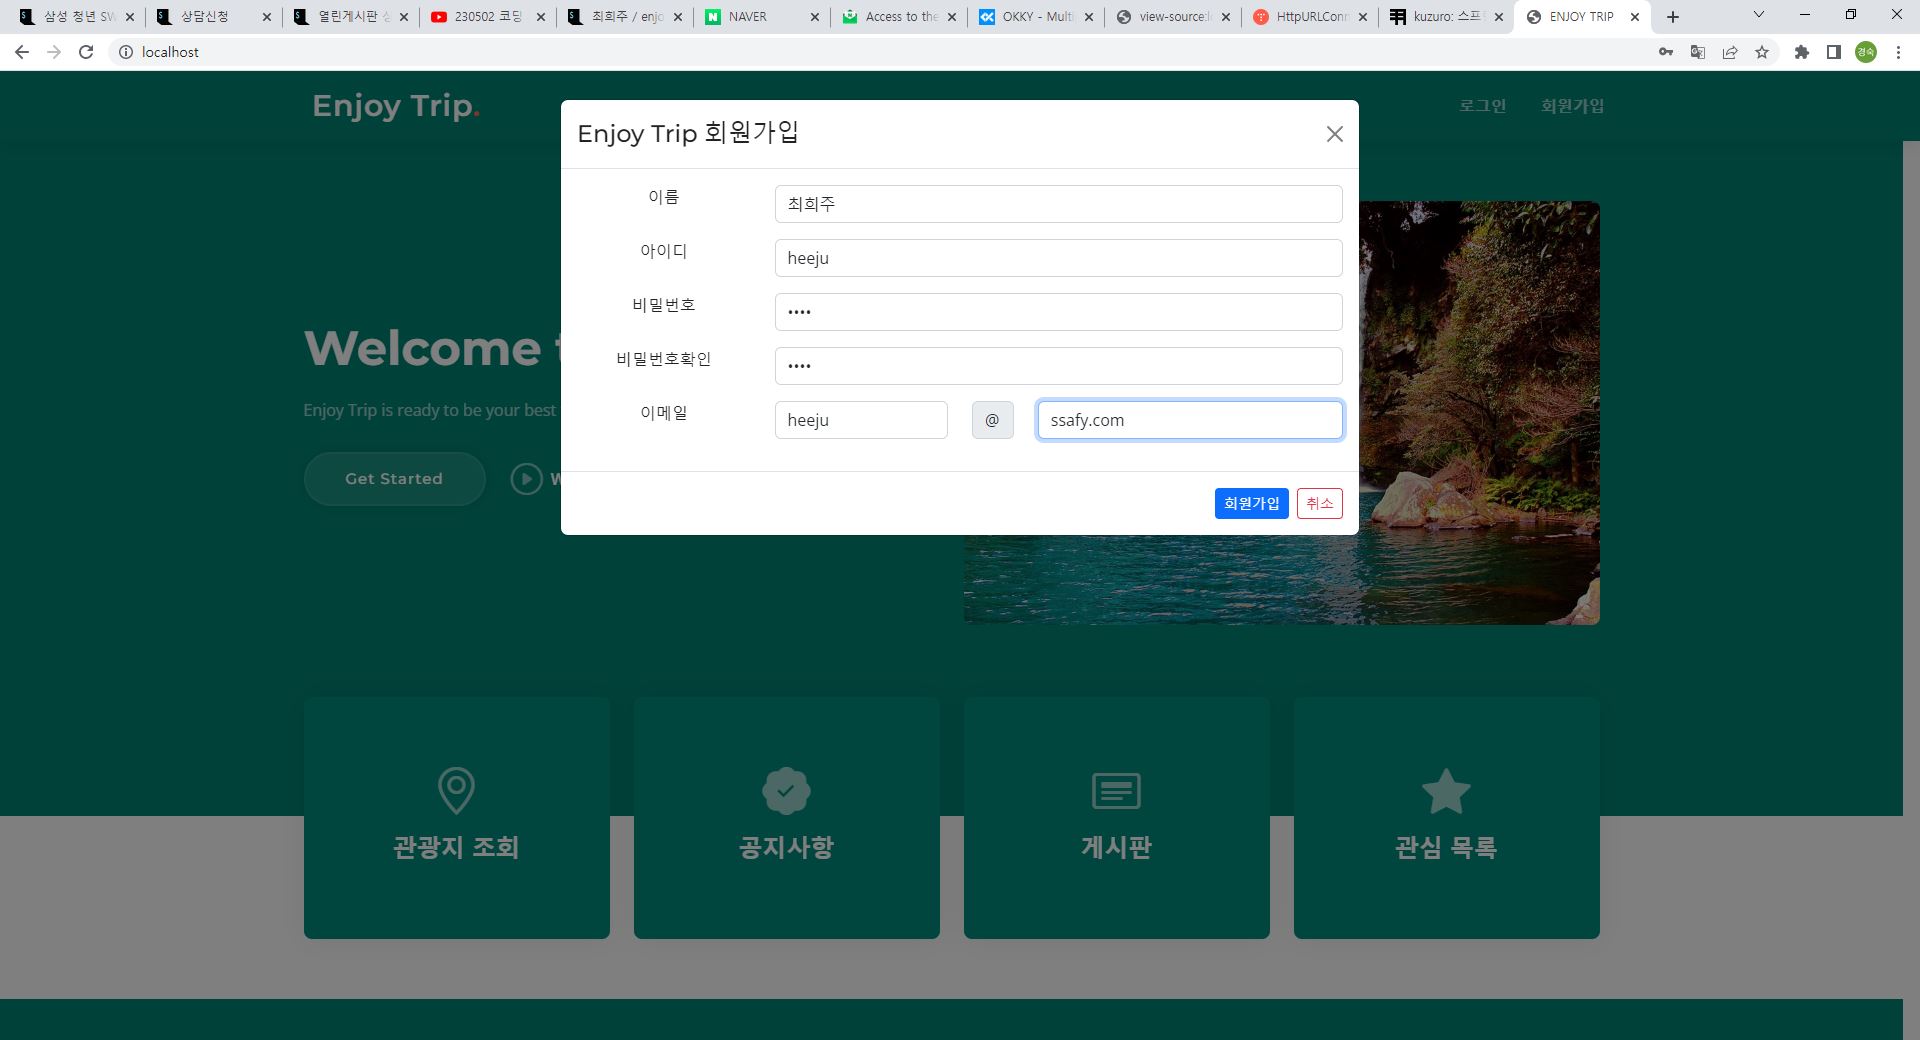 삼성 청년 SW
상담신청
열린게시판 상
230502 코딩
최희주 / enjo
NAVER
Access to the
OKKY - Multi
view-source:l
HttpURLConn
kuzuro: 스프
ENJOY TRIP
localhost
경숙
Enjoy Trip.
로그인
회원가입
Enjoy Trip 회원가입
이름
최희주
아이디
heeju
비밀번호
••••
비밀번호확인
••••
이메일
heeju
@
ssafy.com
회원가입
취소
Welcome
Enjoy Trip is ready to be your best
Get Started
W
관광지 조회
공지사항
게시판
관심 목록